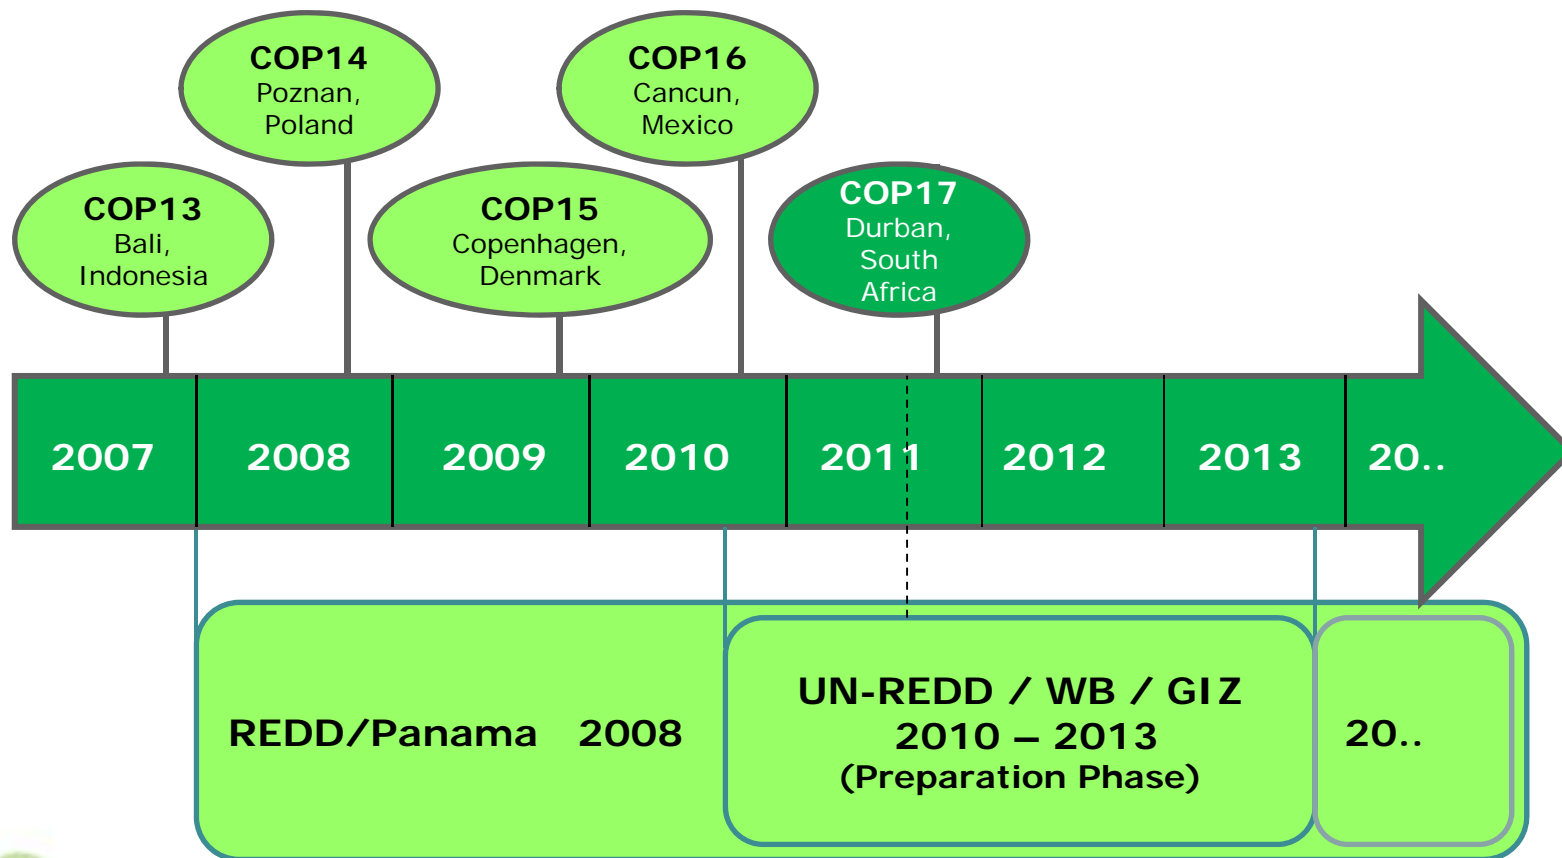 COP14
Poznan,
Poland
COP16
Cancun,
Mexico
COP13
Bali,
Indonesia
COP15
Copenhagen,
Denmark
COP17
Durban,
South
Africa
2007 2008 2009 2010 2011 2012 2013 20..
REDD/Panama 2008
UN-REDD / WB / GIZ
2010 – 2013
(Preparation Phase)
20..